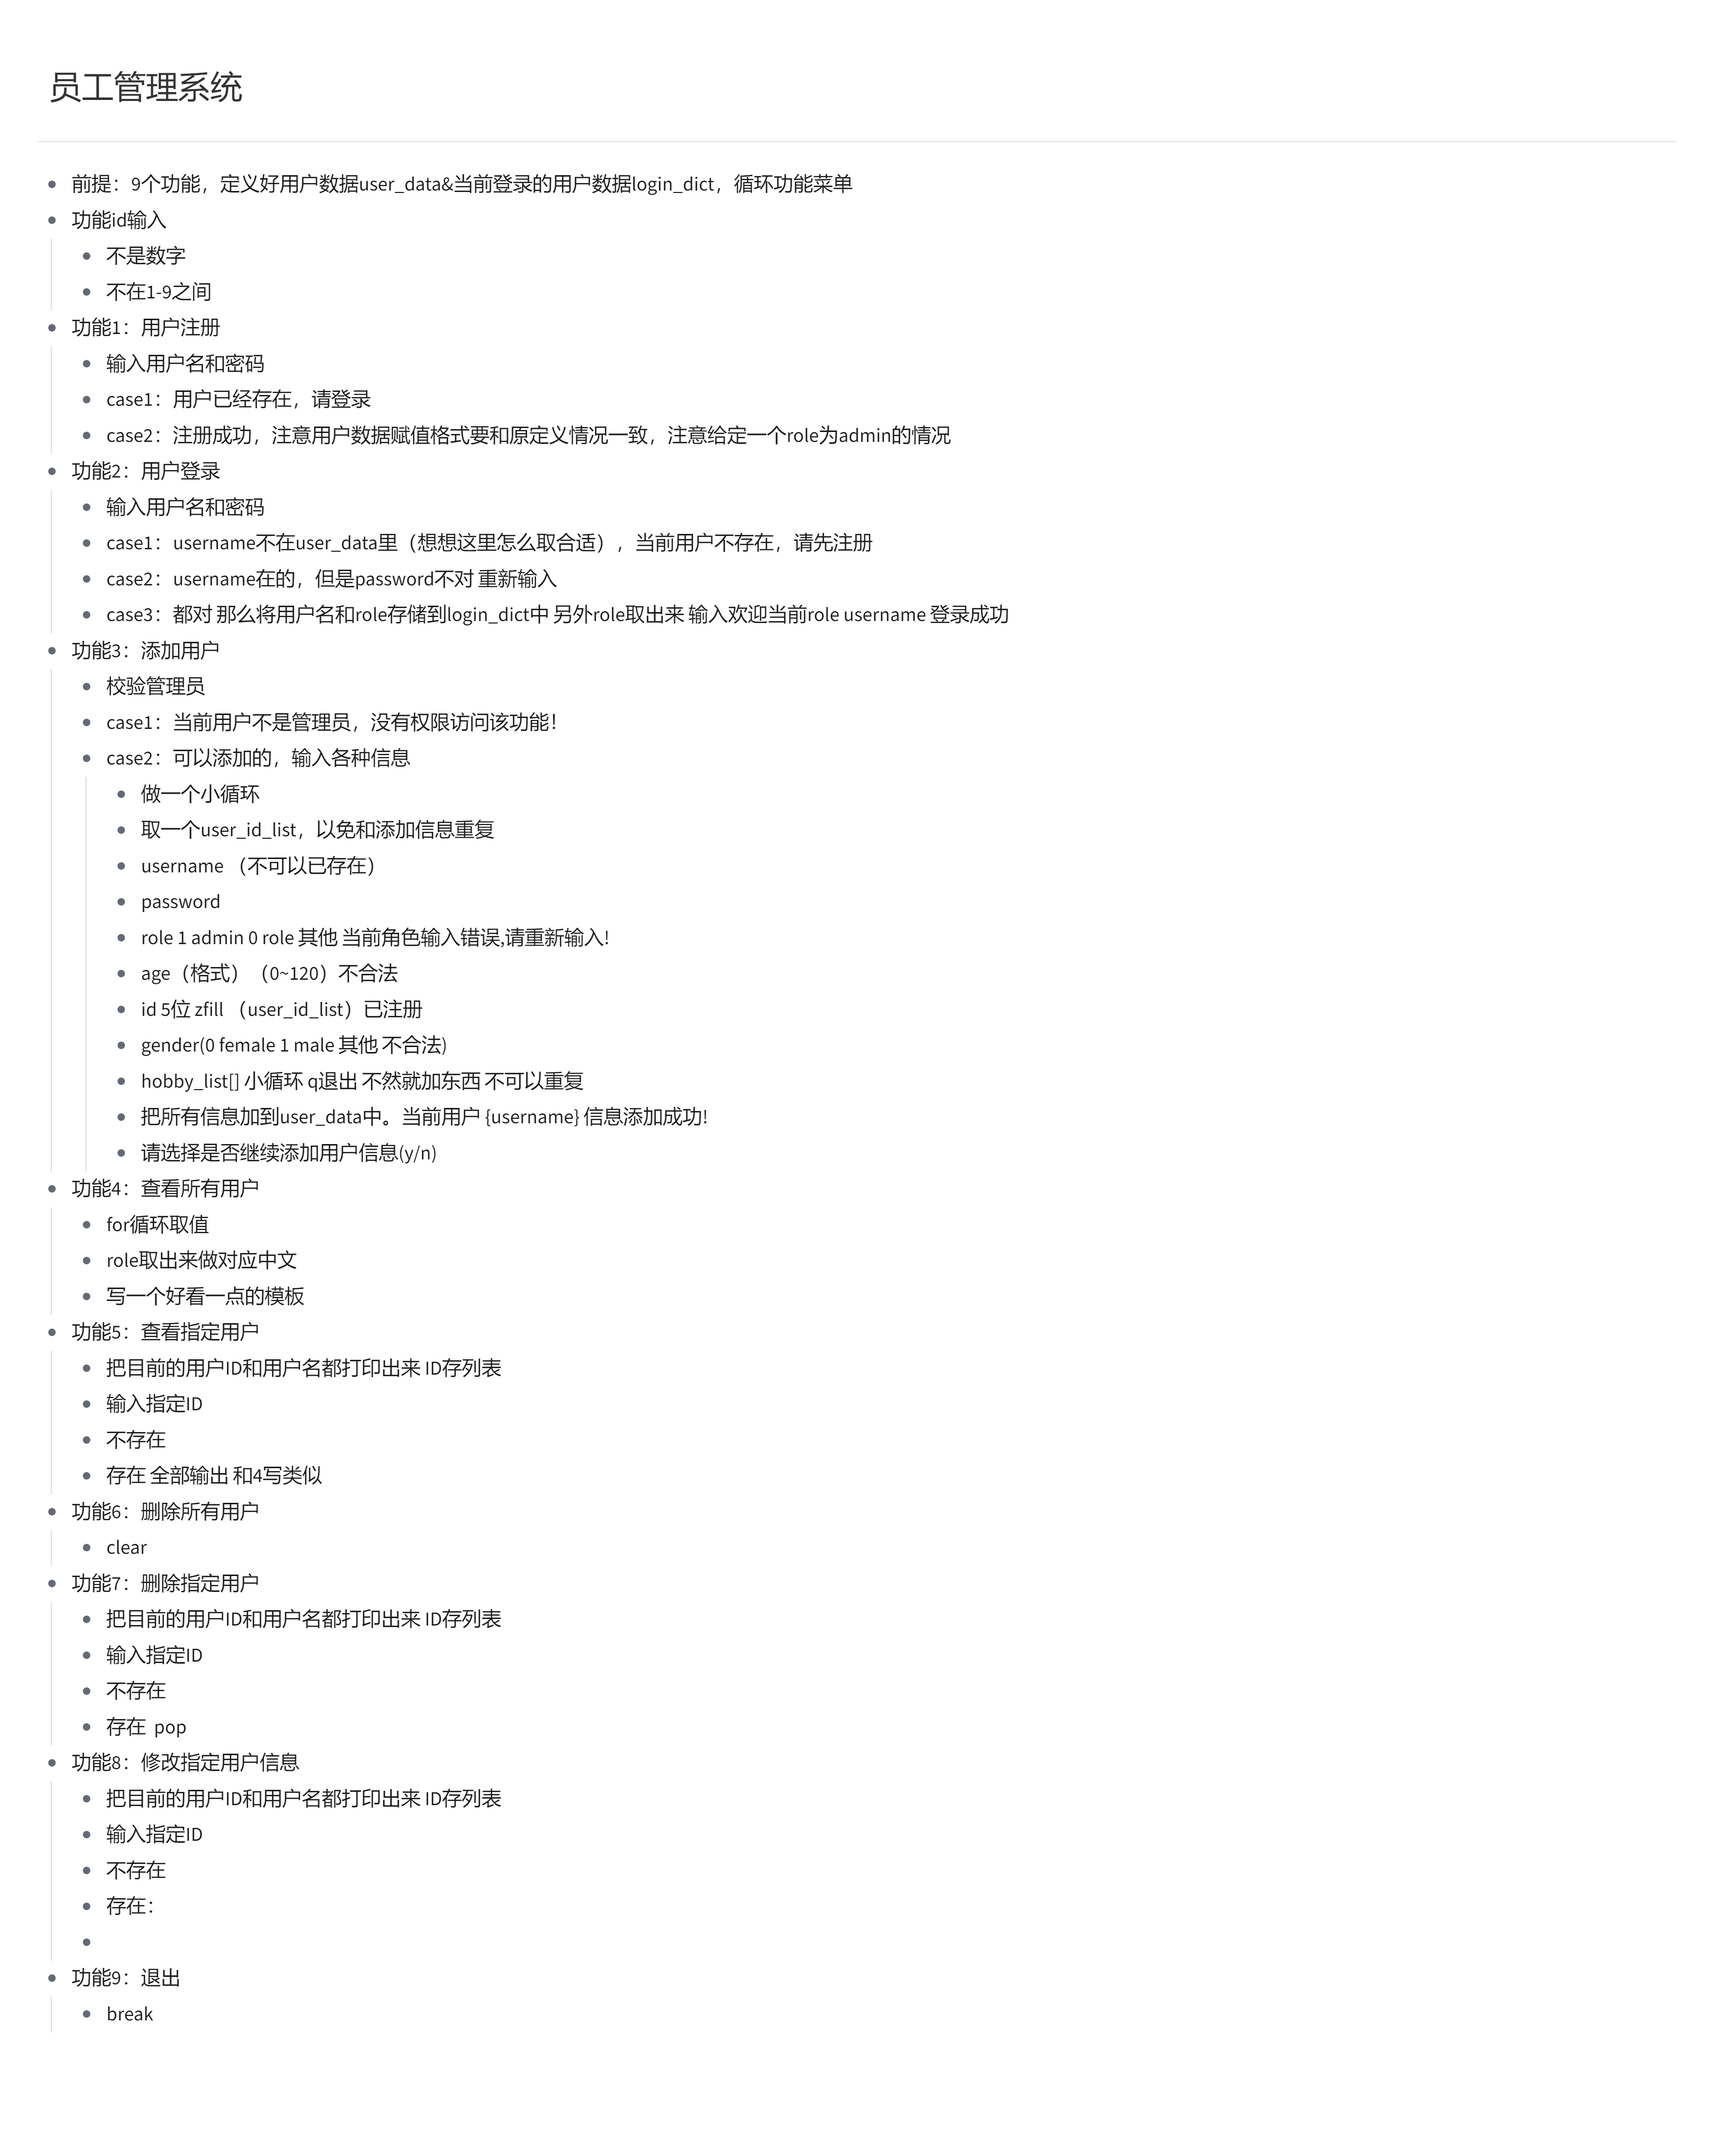 员工管理系统
前提：9个功能，定义好用户数据user_data&当前登录的用户数据login_dict，循环功能菜单
功能id输入
不是数字
不在1-9之间
功能1：用户注册
输入用户名和密码
case1：用户已经存在，请登录
case2：注册成功，注意用户数据赋值格式要和原定义情况一致，注意给定一个role为admin的情况
功能2：用户登录
输入用户名和密码
case1：username不在user_data里（想想这里怎么取合适），当前用户不存在，请先注册
case2：username在的，但是password不对 重新输入
case3：都对 那么将用户名和role存储到login_dict中 另外role取出来 输入欢迎当前role username 登录成功
功能3：添加用户
校验管理员
case1：当前用户不是管理员，没有权限访问该功能！
case2：可以添加的，输入各种信息
做一个小循环
取一个user_id_list，以免和添加信息重复
username （不可以已存在）
password
role 1 admin 0 role 其他 当前角色输入错误,请重新输入!
age（格式）（0~120）不合法
id 5位 zfill （user_id_list）已注册
gender(0 female 1 male 其他 不合法)
hobby_list[] 小循环 q退出 不然就加东西 不可以重复
把所有信息加到user_data中。当前用户 {username} 信息添加成功!
请选择是否继续添加用户信息(y/n)
功能4：查看所有用户
for循环取值
role取出来做对应中文
写一个好看一点的模板
功能5：查看指定用户
把目前的用户ID和用户名都打印出来 ID存列表
输入指定ID
不存在
存在 全部输出 和4写类似
功能6：删除所有用户
clear
功能7：删除指定用户
把目前的用户ID和用户名都打印出来 ID存列表
输入指定ID
不存在
存在 pop
功能8：修改指定用户信息
把目前的用户ID和用户名都打印出来 ID存列表
输入指定ID
不存在
存在：
功能9：退出
break